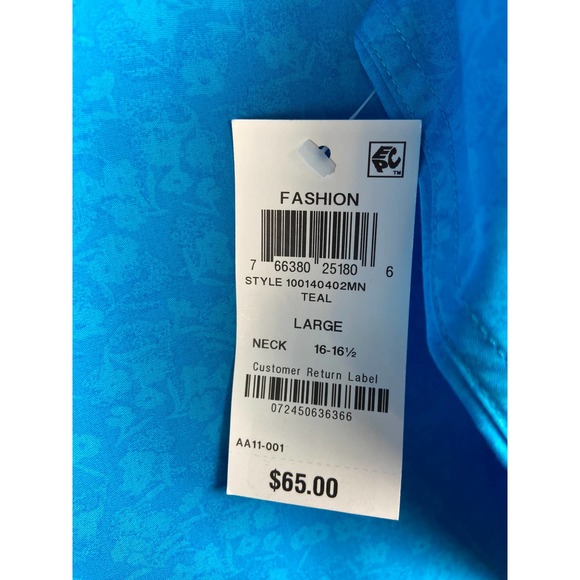 EPC™
FASHION
7 66380 25180 6
STYLE 100140402MN
TEAL
LARGE
NECK 16-16½
Customer Return Label
072450636366
AA11-001
$65.00